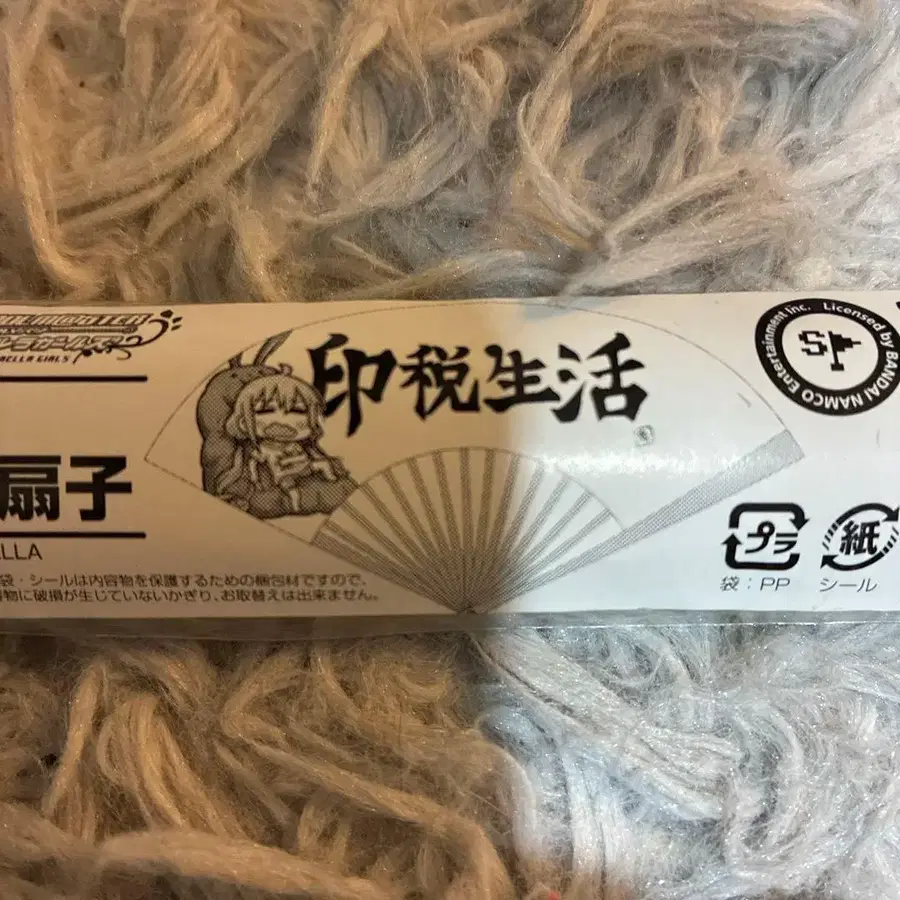 扇子
印税生活
Licensed by BANDAI NAMCO Entertainment Inc.
袋・シールは内容物を保護するための梱包材ですので、
物に破損が生じていないかぎり、お取替えは出来ません。
プラ
袋：PP
紙
シール